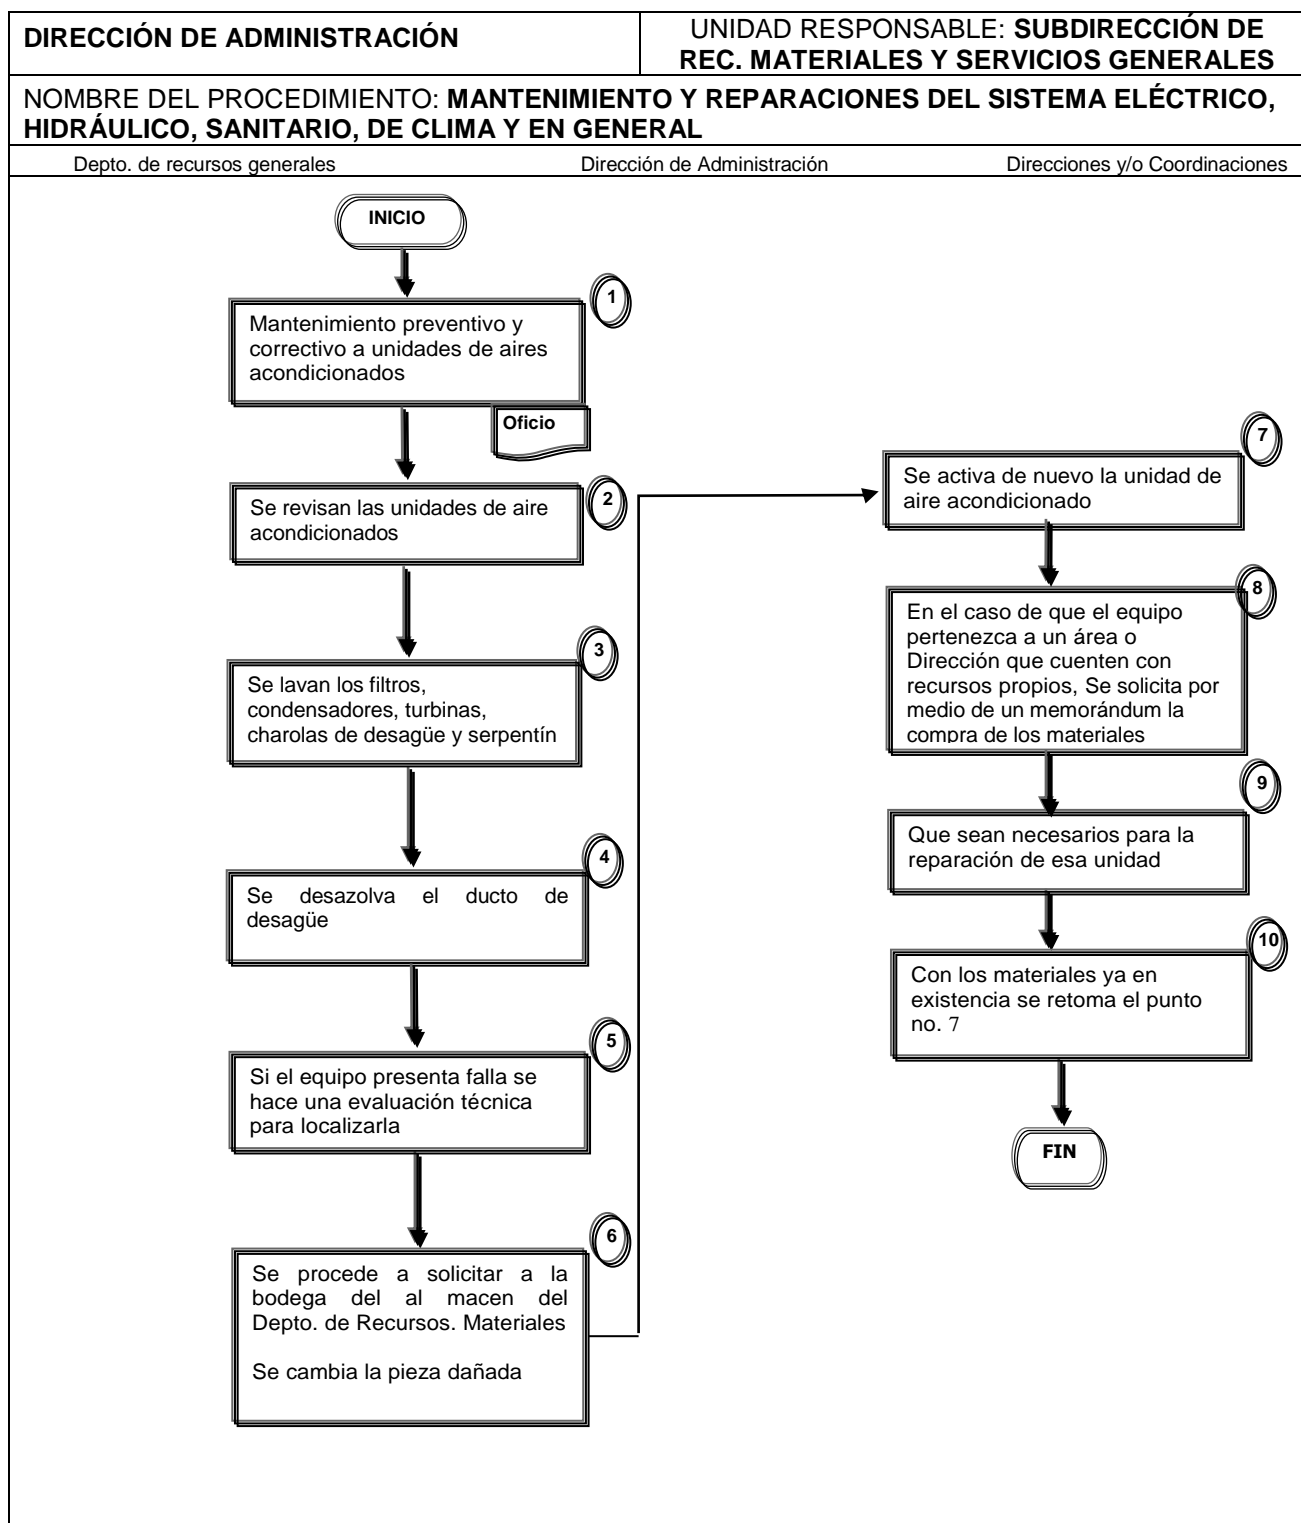 DIRECCIÓN DE ADMINISTRACIÓN
UNIDAD RESPONSABLE: SUBDIRECCIÓN DE
REC. MATERIALES Y SERVICIOS GENERALES
NOMBRE DEL PROCEDIMIENTO: MANTENIMIENTO Y REPARACIONES DEL SISTEMA ELÉCTRICO,
HIDRÁULICO, SANITARIO, DE CLIMA Y EN GENERAL
Depto. de recursos generales
Dirección de Administración
Direcciones y/o Coordinaciones
INICIO
1
Mantenimiento preventivo y
correctivo a unidades de aires
acondicionados
Oficio
2
Se revisan las unidades de aire
acondicionados
3
Se lavan los filtros,
condensadores, turbinas,
charolas de desagüe y serpentín
4
Se desazolva el ducto de
desagüe
5
Si el equipo presenta falla se
hace una evaluación técnica
para localizarla
6
Se procede a solicitar a la
bodega del al macen del
Depto. de Recursos. Materiales
Se cambia la pieza dañada
7
Se activa de nuevo la unidad de
aire acondicionado
8
En el caso de que el equipo
pertenezca a un área o
Dirección que cuenten con
recursos propios, Se solicita por
medio de un memorándum la
compra de los materiales
9
Que sean necesarios para la
reparación de esa unidad
10
Con los materiales ya en
existencia se retoma el punto
no. 7
FIN